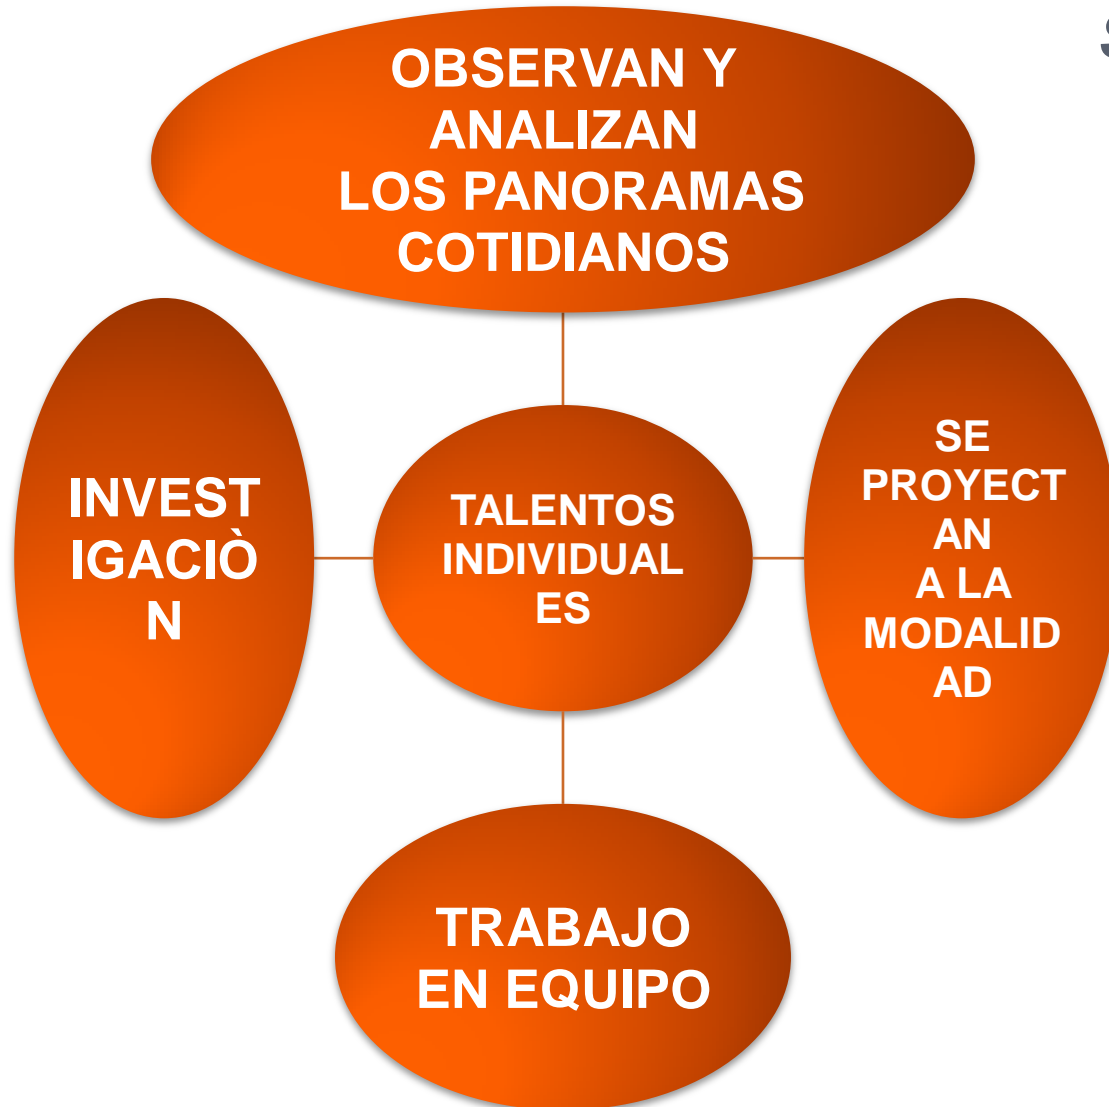 OBSERVAN Y
ANALIZAN
LOS PANORAMAS
COTIDIANOS
INVEST
IGACIÒ
N
TALENTOS
INDIVIDUAL
ES
SE
PROYECT
AN
A LA
MODALID
AD
TRABAJO
EN EQUIPO